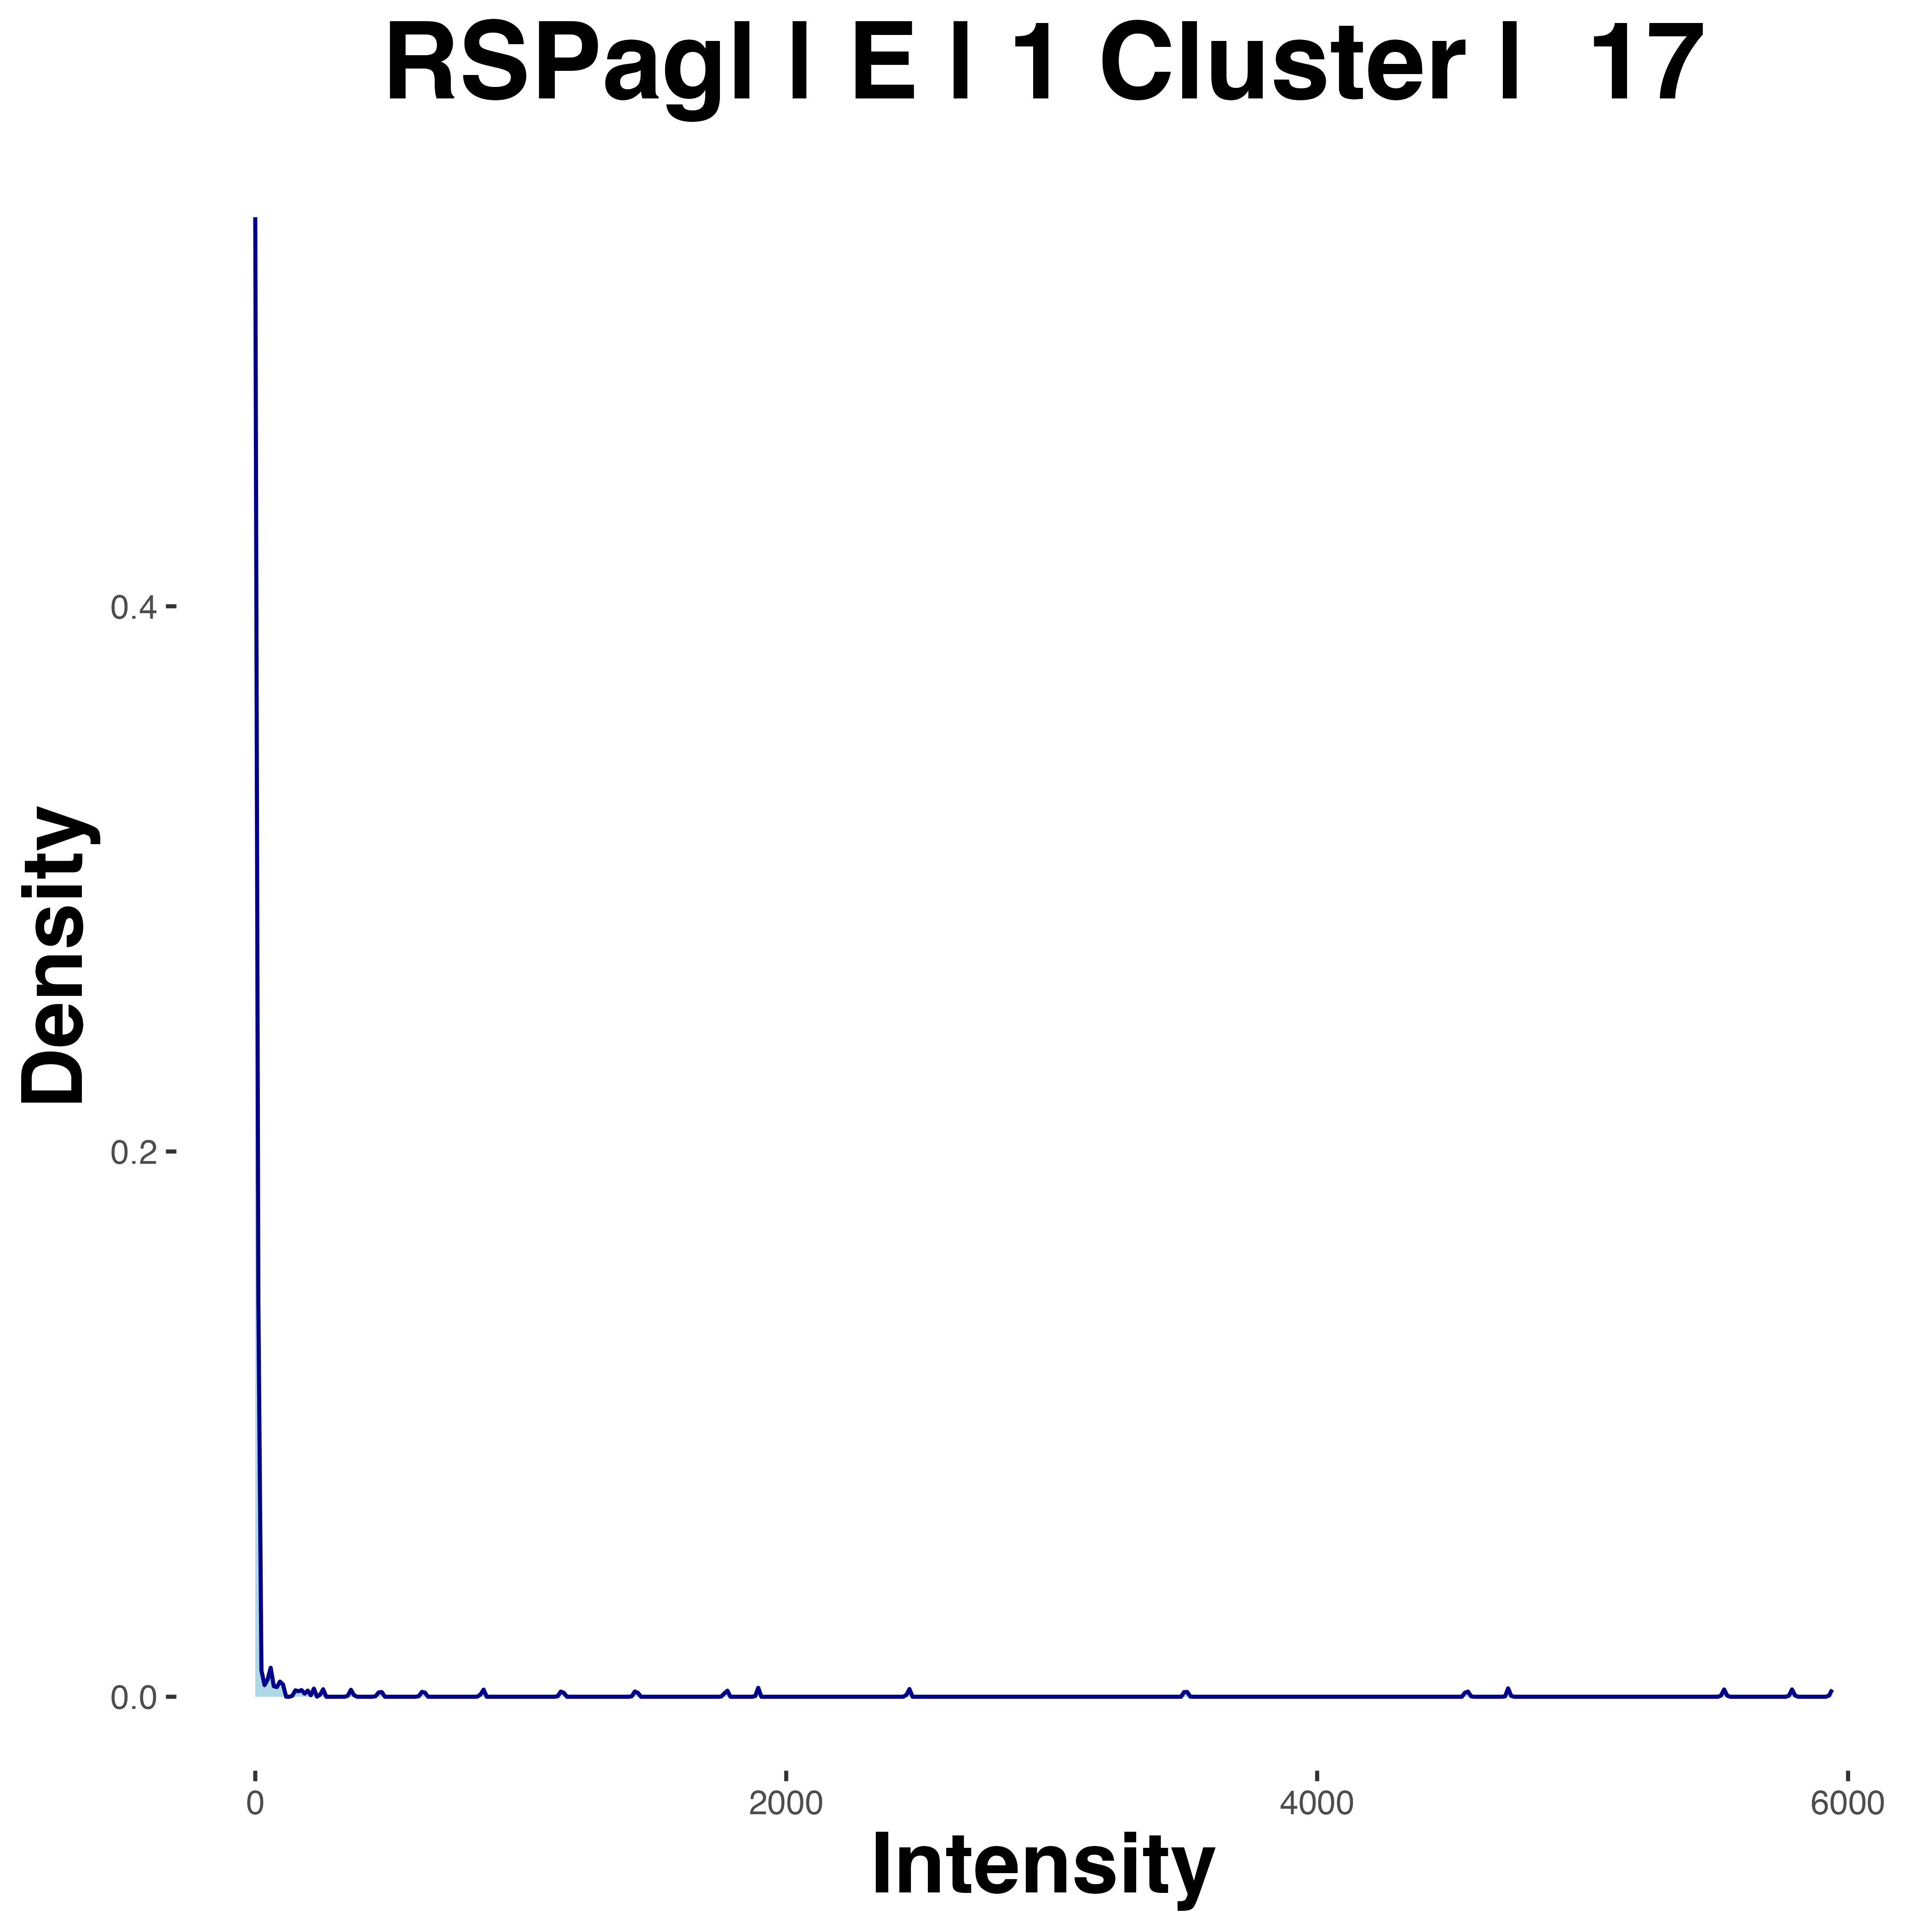 RSPagl | E | 1 Cluster | 17
Density
0.4
0.2
0.0
0 2000 4000 6000
Intensity